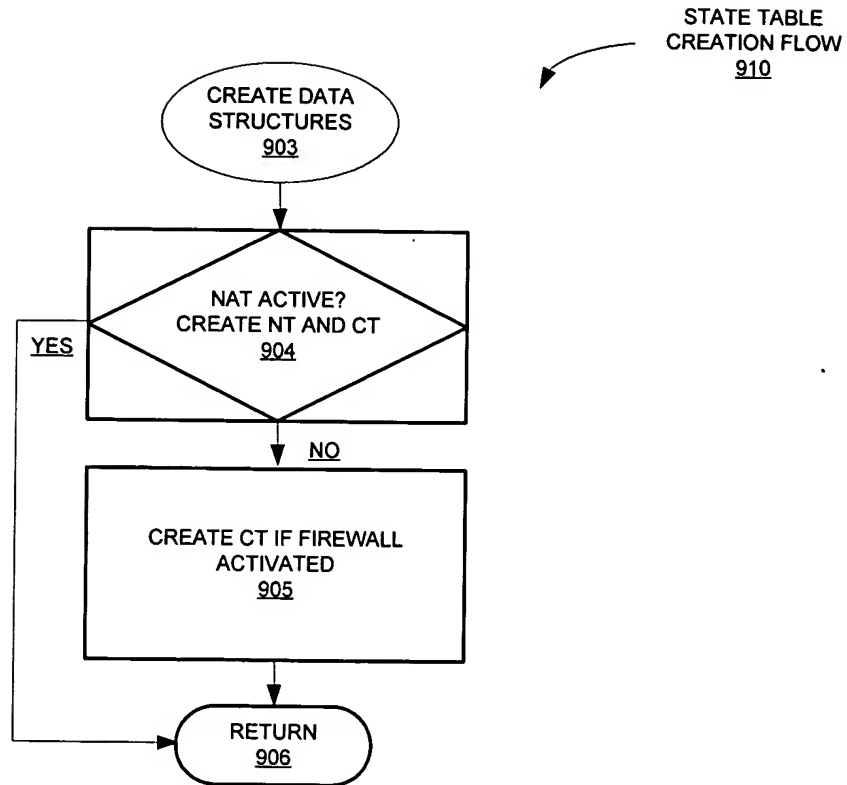 STATE TABLE
CREATION FLOW
910
CREATE DATA
STRUCTURES
903
NAT ACTIVE?
CREATE NT AND CT
904
YES
NO
CREATE CT IF FIREWALL
ACTIVATED
905
RETURN
906